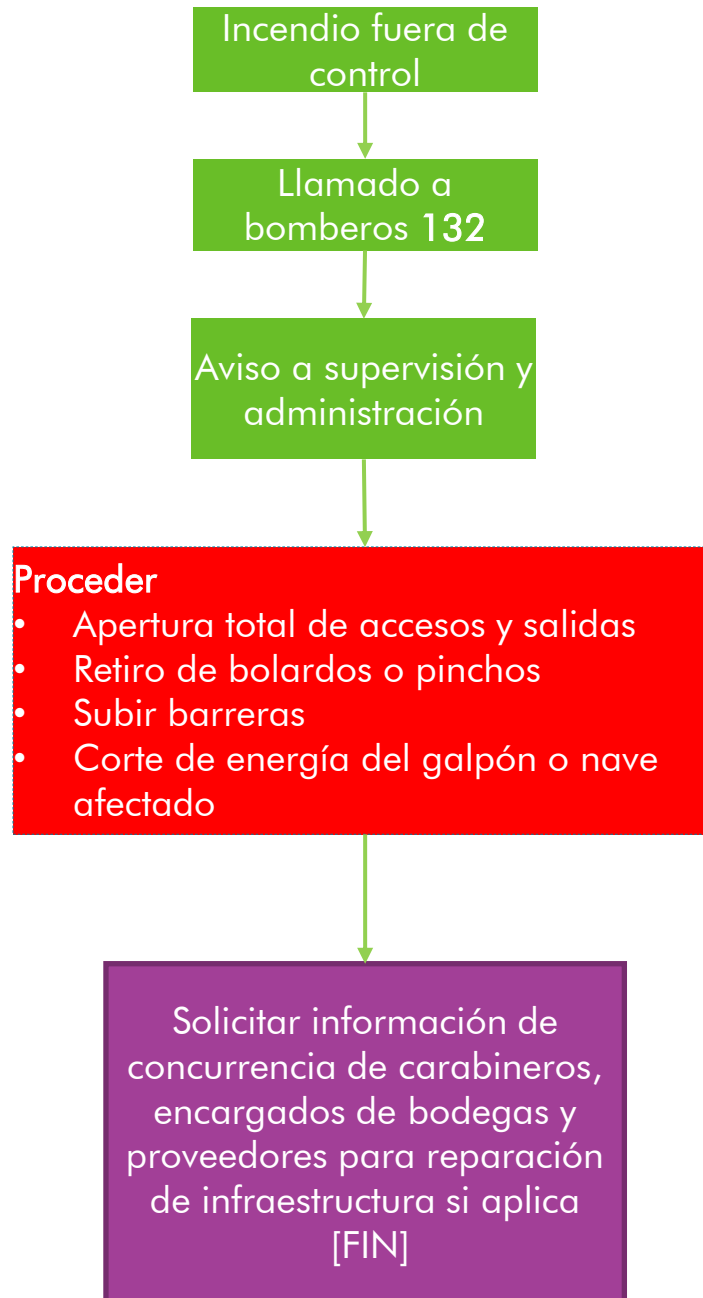 Incendio fuera de
control
Llamado a
bomberos 132
Aviso a supervisión y
administración
Proceder
• Apertura total de accesos y salidas
• Retiro de bolardos o pinchos
• Subir barreras
• Corte de energía del galpón o nave
afectado
Solicitar información de
concurrencia de carabineros,
encargados de bodegas y
proveedores para reparación
de infraestructura si aplica
[FIN]